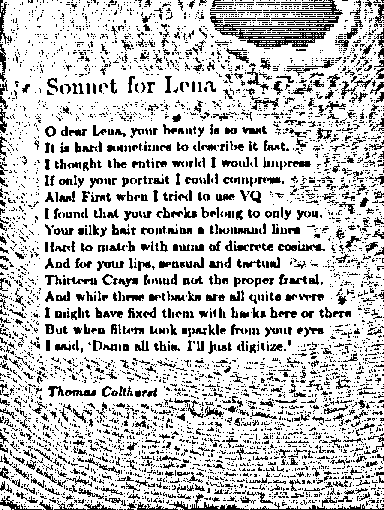 Sonnet for Lena
O dear Lena, your beauty is so vast
It is hard sometimes to describe it fast.
I thought the entire world I would impress
If only your portrait I could compress.
Alas! First when I tried to use VQ
I found that your cheeks belong to only you.
Your silky hair contains a thousand lines
Hard to match with sums of discrete cosines.
And for your lips, sensual and tactual
Thirteen Crays found not the proper fractal.
And while these setbacks are all quite severe
I might have fixed them with hacks here or there
But when filters took sparkle from your eyes
I said, 'Damn all this. I'll just digitize.'
Thomas Colthurst